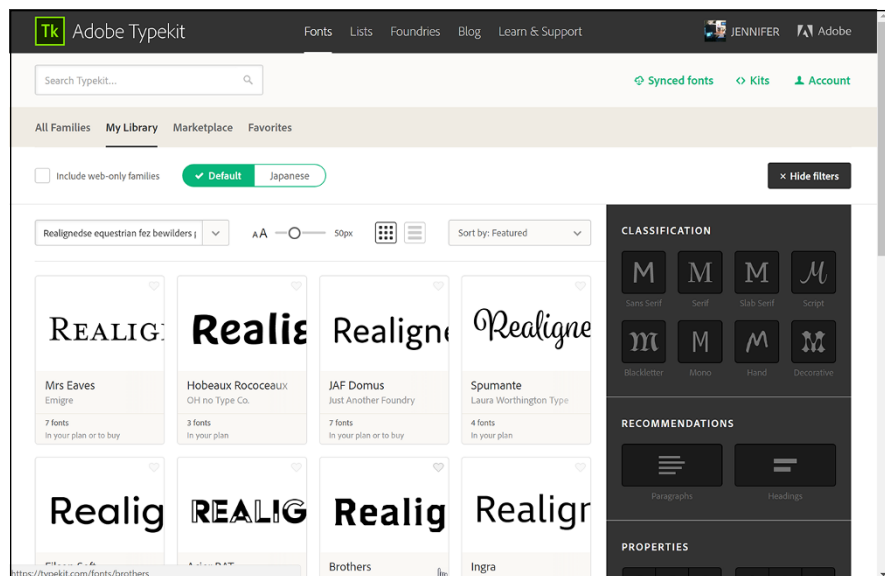 Tk Adobe Typekit Fonts Lists Foundries Blog Learn & Support JENNIFER Adobe
Search Typekit... Synced fonts <> Kits Account
All Families My Library Marketplace Favorites
Include web-only families Default Japanese × Hide filters
Realignedse equestrian fez bewilders AA 50px Sort by: Featured
CLASSIFICATION
M M M M
Sans Serif Serif Slab Serif Script
M M M M
Blackletter Mono Hand Decorative
REALIG Realig Realigne Realigne
Mrs Eaves Hobeaux Rococeaux JAF Domus Spumante
Emigre OH no Type Co. Just Another Foundry Laura Worthington Type
7 fonts 3 fonts 7 fonts 4 fonts
In your plan or to buy In your plan In your plan or to buy In your plan
RECOMMENDATIONS
Paragraphs Headings
Realig REALIG Realig Realign
PROPERTIES
Brothers Ingra
https://typekit.com/fonts/brothers